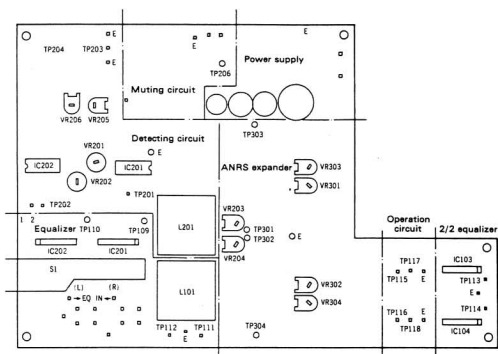 E
E
TP204
TP203
E
E
TP206
Power supply
Muting circuit
VR206
VR205
TP303
Detecting circuit
VR201
E
IC202
IC201
VR202
ANRS expander
VR303
VR301
TP201
TP202
1 2
Equalizer
TP110
TP109
L201
VR203
TP301
TP302
E
IC202
IC201
VR204
Operation
circuit
2/2 equalizer
S1
L101
TP117
IC103
TP115
E
TP113
(L)
(R)
EQ IN
VR302
VR304
E
TP114
TP116
E
TP118
IC104
TP112
TP111
E
TP304